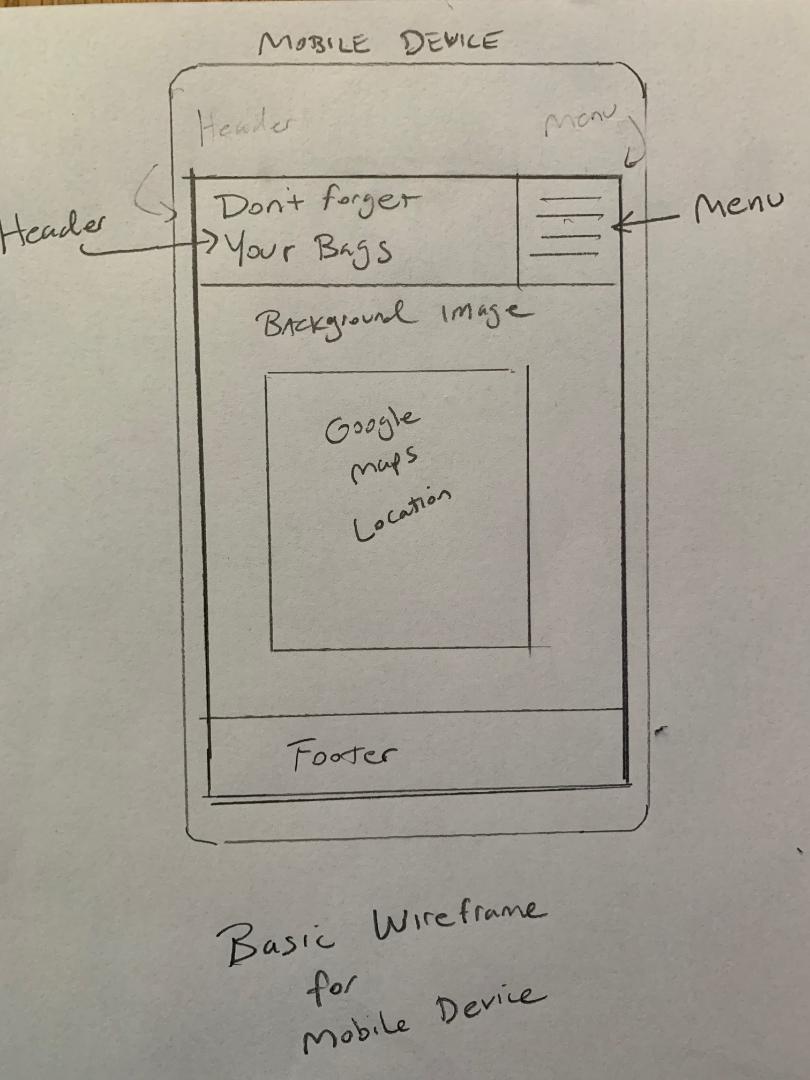 MOBILE DEVICE
Header
Menu
Don't forget
Your Bags
Header
Menu
Background image
Google
maps
Location
Footer
Basic Wireframe
for
Mobile Device